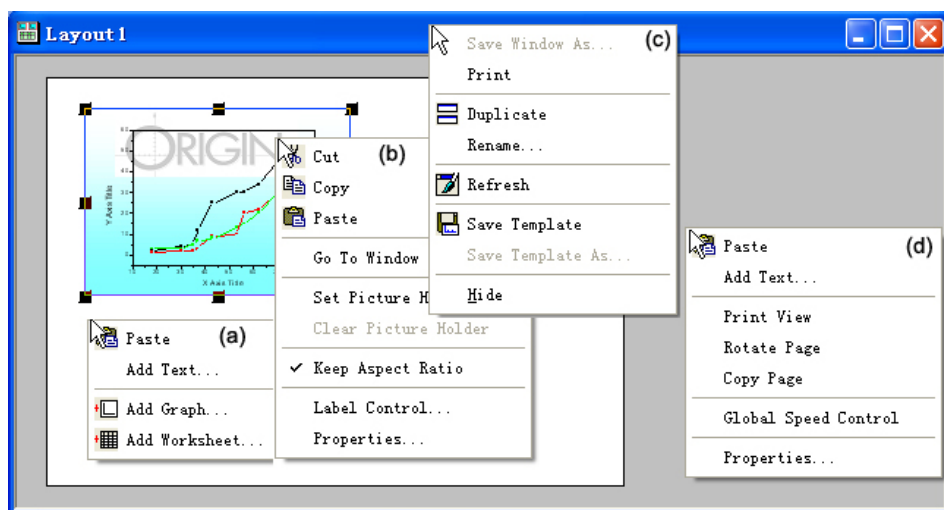 Layout1
ORIGIN
Y Axis Title
X Axis Title
Paste (a)
Add Text...
Add Graph...
Add Worksheet...
Cut (b)
Copy
Paste
Go To Window
Set Picture H
Clear Picture Holder
Keep Aspect Ratio
Label Control...
Properties...
Save Window As... (c)
Print
Duplicate
Rename...
Refresh
Save Template
Save Template As...
Hide
Paste (d)
Add Text...
Print View
Rotate Page
Copy Page
Global Speed Control
Properties...